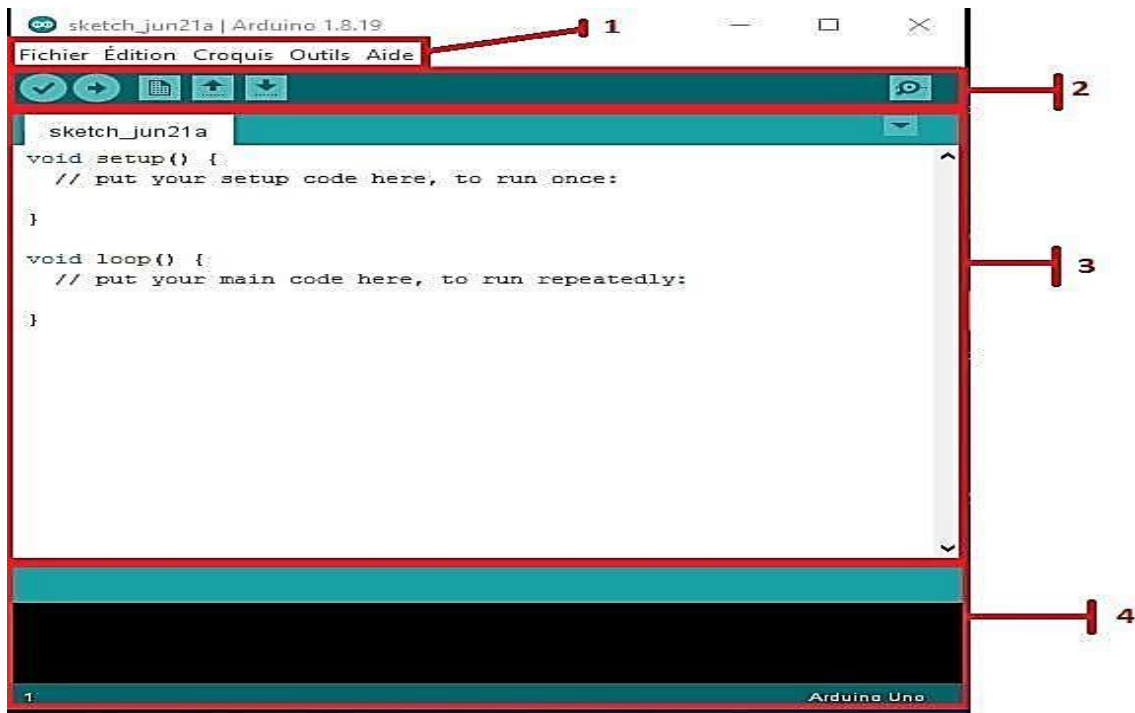 sketch_jun21a | Arduino 1.8.19
1
Fichier Édition Croquis Outils Aide
2
sketch_jun21a
void setup() {
// put your setup code here, to run once:
}
void loop() {
// put your main code here, to run repeatedly:
}
3
4
1
Arduino Uno